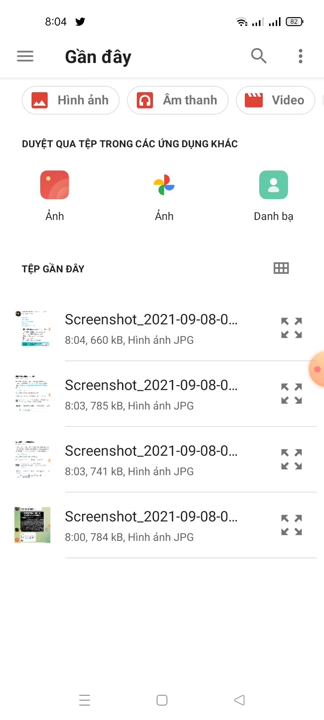 8:04
82
Gần đây
Hình ảnh
Âm thanh
Video
DUYỆT QUA TỆP TRONG CÁC ỨNG DỤNG KHÁC
Ảnh
Ảnh
Danh bạ
TỆP GẦN ĐÂY
Screenshot_2021-09-08-0...
8:04, 660 kB, Hình ảnh JPG
Screenshot_2021-09-08-0...
8:03, 785 kB, Hình ảnh JPG
Screenshot_2021-09-08-0...
8:03, 741 kB, Hình ảnh JPG
Screenshot_2021-09-08-0...
8:00, 784 kB, Hình ảnh JPG